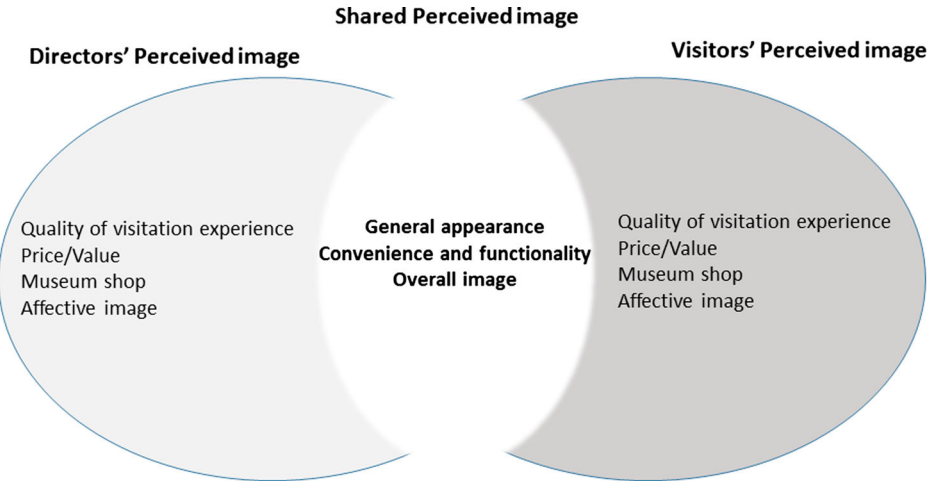 Shared Perceived image
Directors’ Perceived image
Visitors’ Perceived image
Quality of visitation experience
Price/Value
Museum shop
Affective image
General appearance
Convenience and functionality
Overall image
Quality of visitation experience
Price/Value
Museum shop
Affective image